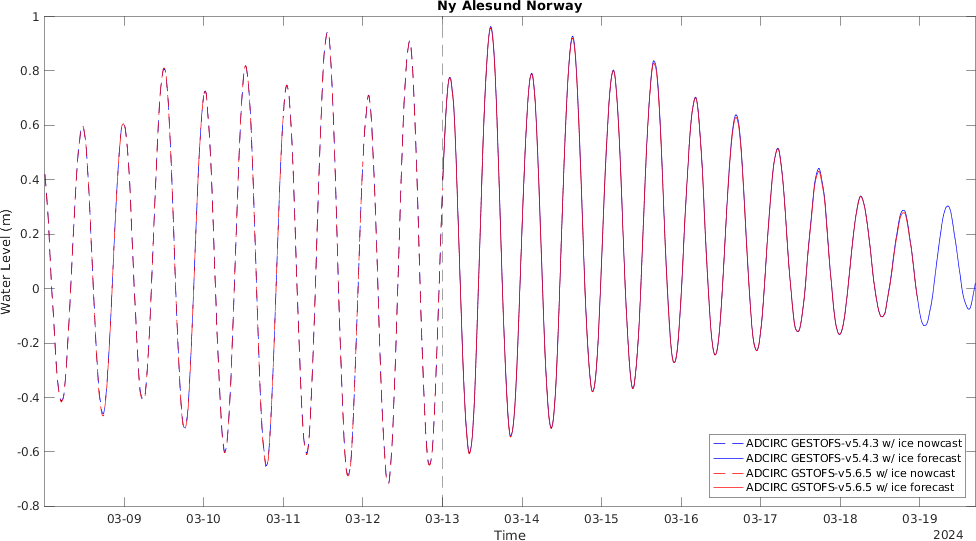 Ny Alesund Norway
1
0.8
0.6
0.4
0.2
0
-0.2
-0.4
-0.6
-0.8
Water Level (m)
03-09 03-10 03-11 03-12 03-13 03-14 03-15 03-16 03-17 03-18 03-19
Time
2024
ADCIRC GESTOFS-v5.4.3 w/ ice nowcast
ADCIRC GESTOFS-v5.4.3 w/ ice forecast
ADCIRC GSTOFS-v5.6.5 w/ ice nowcast
ADCIRC GSTOFS-v5.6.5 w/ ice forecast